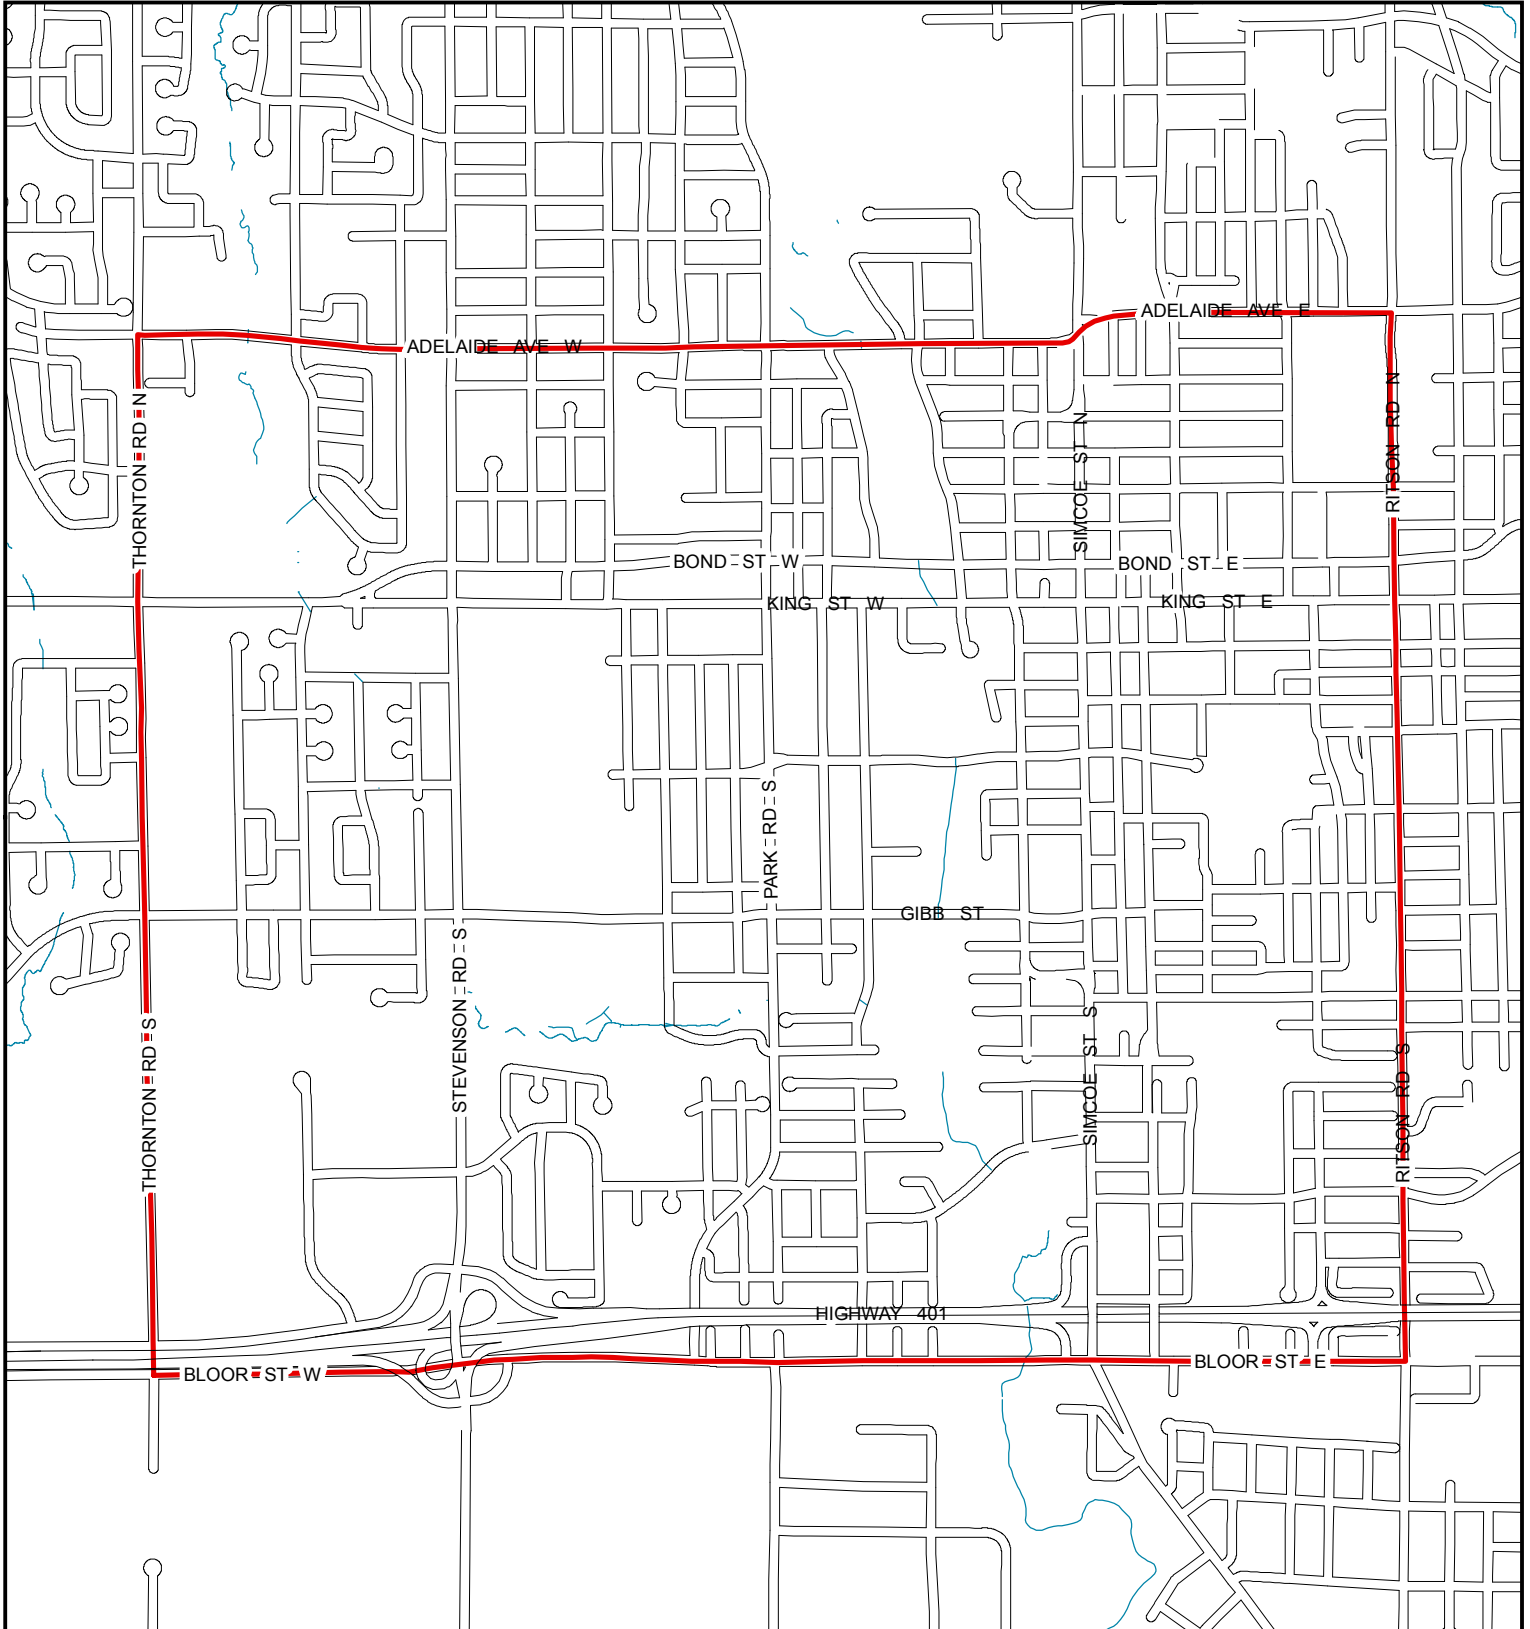 ADELAIDE AVE E
ADELAIDE AVE W
THORNTON RD N
RITSON RD N
SIMCOE ST N
BOND ST W
BOND ST E
KING ST W
KING ST E
PARK RD S
GIBB ST
STEVENSON RD S
THORNTON RD S
SIMCOE ST S
RITSON RD S
HIGHWAY 401
BLOOR ST E
BLOOR ST W